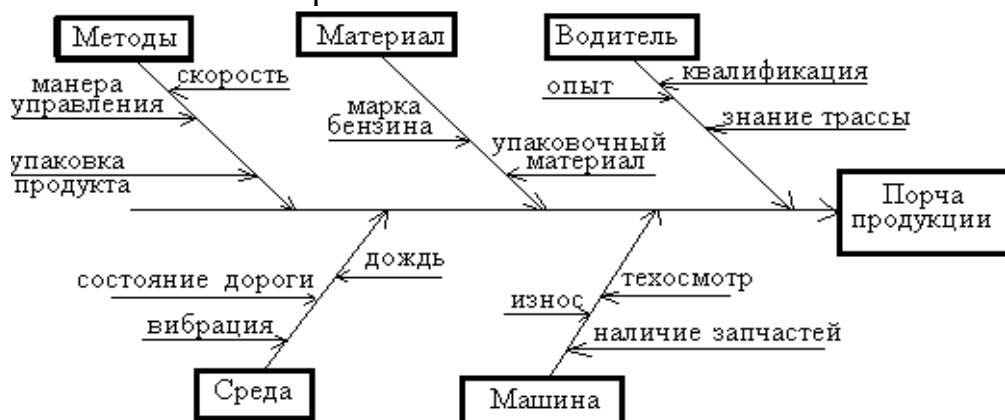 Методы
Материал
Водитель
скорость
манера
управления
упаковка
продукта
марка
бензина
упаковочный
материал
квалификация
опыт
знание трассы
Порча
продукции
дождь
состояние дороги
вибрация
Среда
техосмотр
износ
наличие запчастей
Машина